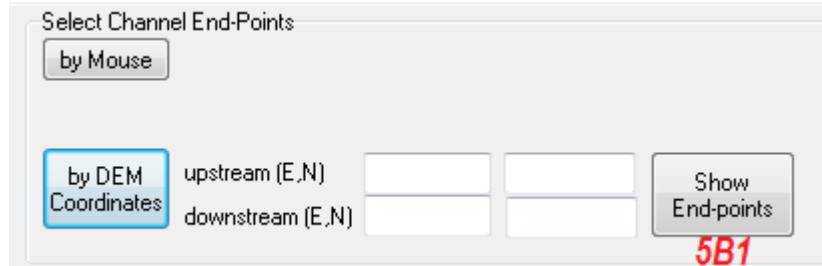 Select Channel End-Points
by Mouse
by DEM
Coordinates
upstream (E,N)
downstream (E,N)
Show
End-points
5B1